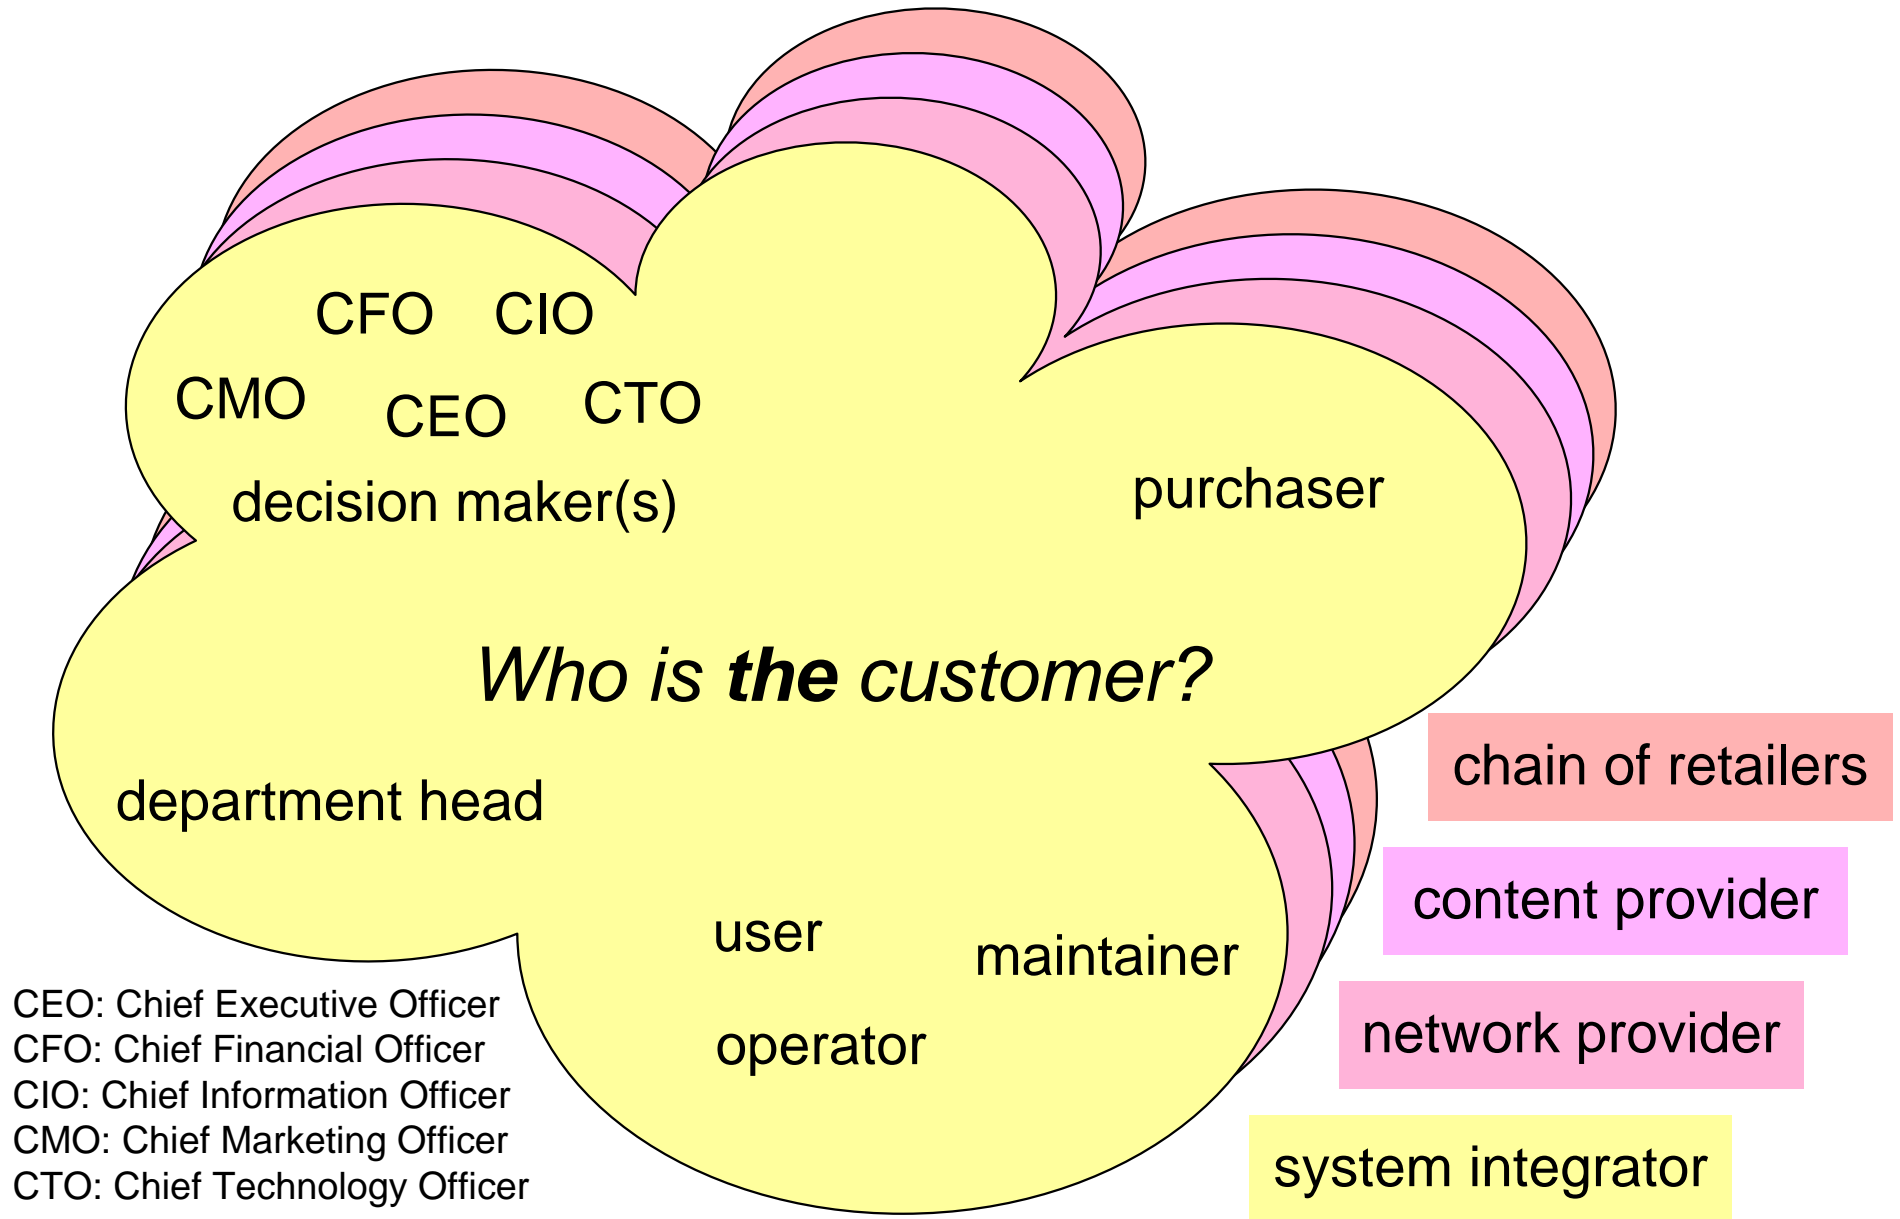 CFO CIO
CMO CEO CTO
decision maker(s)
purchaser
Who is the customer?
department head
user
maintainer
operator
chain of retailers
content provider
network provider
system integrator
CEO: Chief Executive Officer
CFO: Chief Financial Officer
CIO: Chief Information Officer
CMO: Chief Marketing Officer
CTO: Chief Technology Officer